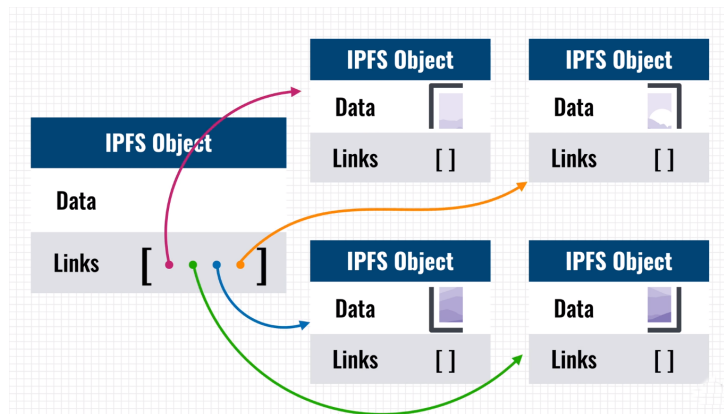 IPFS Object
Data
Links [ ]
IPFS Object
Data
Links [ ]
IPFS Object
Data
Links [ ]
IPFS Object
Data
Links [ ]
IPFS Object
Data
Links [ ]